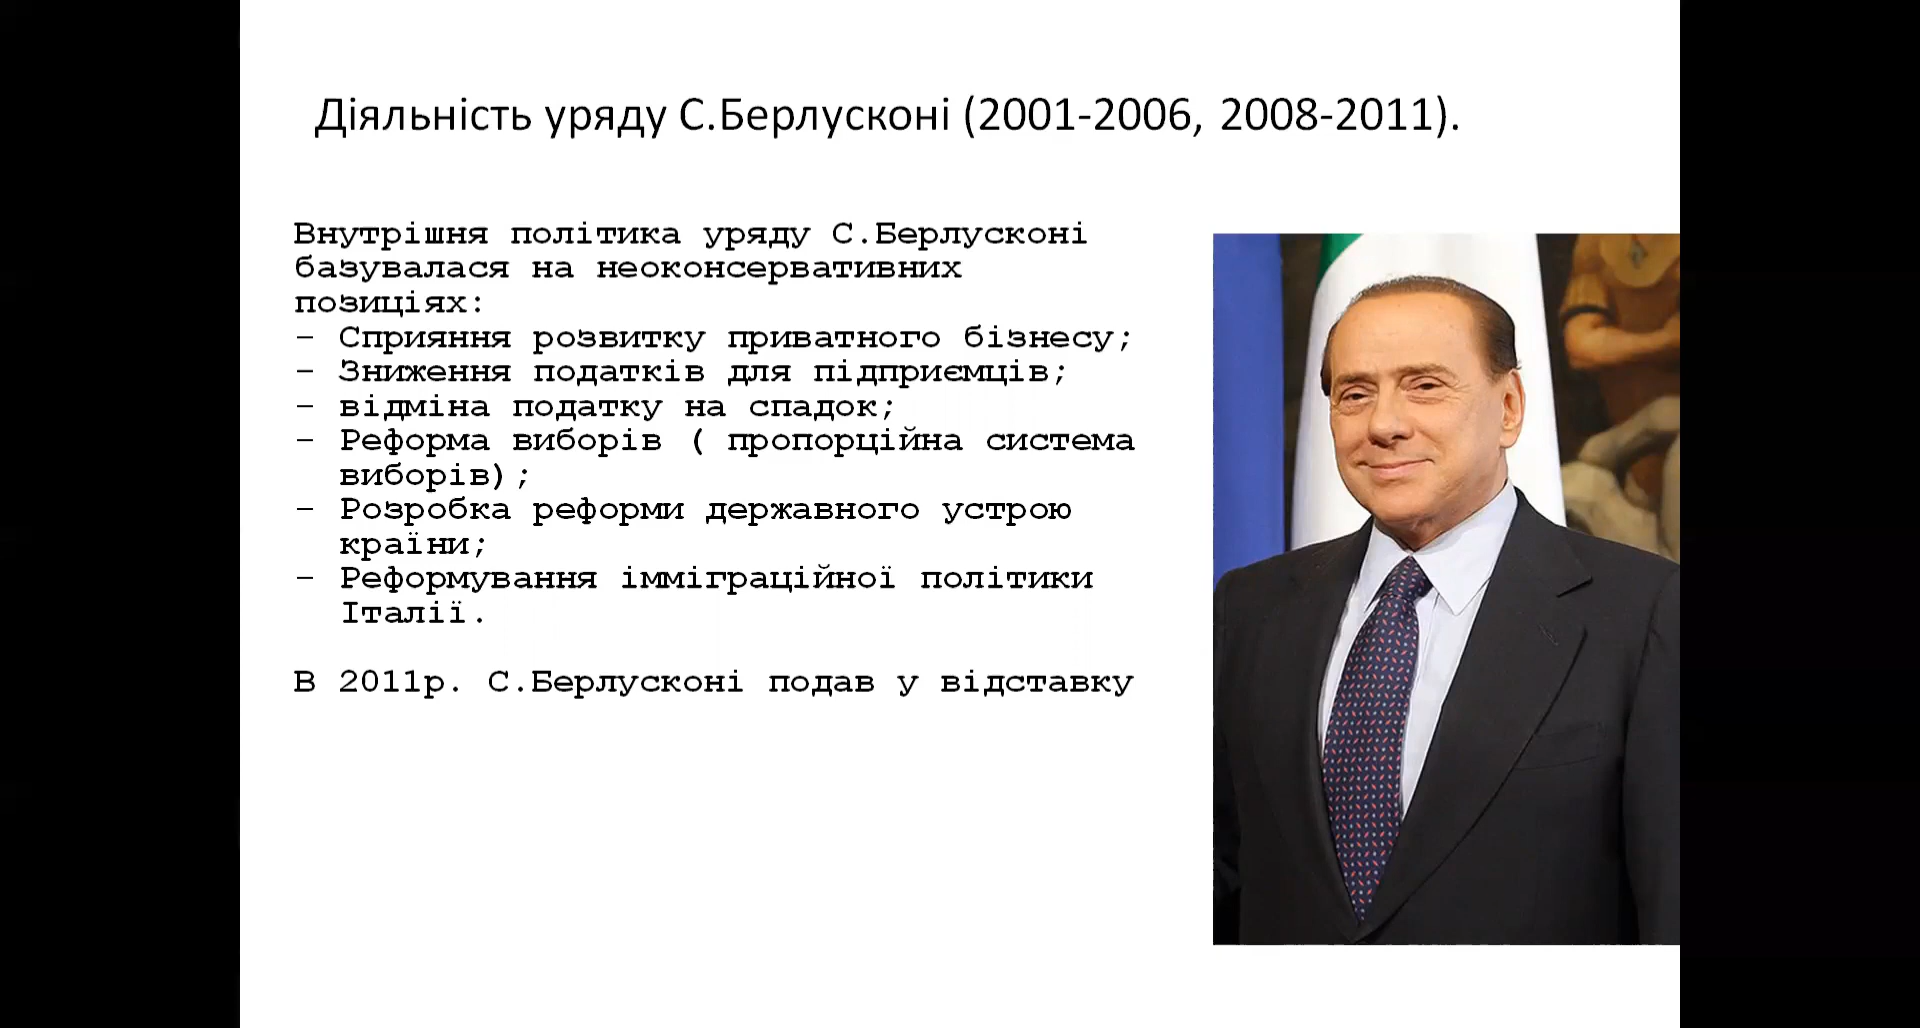 Діяльність уряду С.Берлусконі (2001-2006, 2008-2011).
Внутрішня політика уряду С.Берлусконі
базувалася на неоконсервативних
позиціях:
- Сприяння розвитку приватного бізнесу;
- Зниження податків для підприємців;
- відміна податку на спадок;
- Реформа виборів ( пропорційна система
виборів);
- Розробка реформи державного устрою
країни;
- Реформування імміграційної політики
Італії.
В 2011р. С.Берлусконі подав у відставку